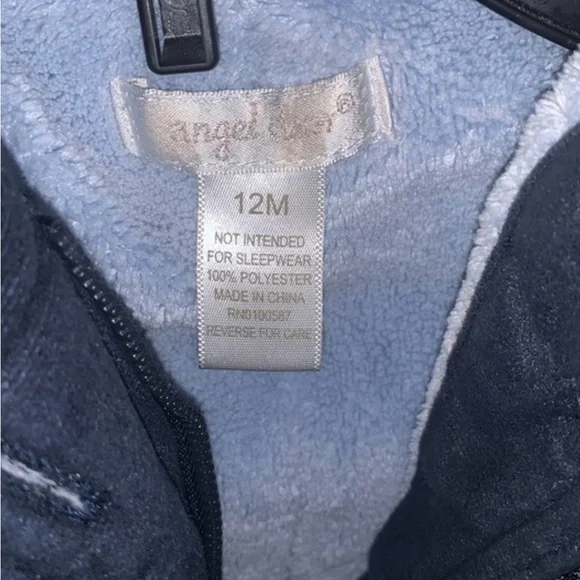 angel dear®
12M
NOT INTENDED
FOR SLEEPWEAR
100% POLYESTER
MADE IN CHINA
RN0100587
REVERSE FOR CARE